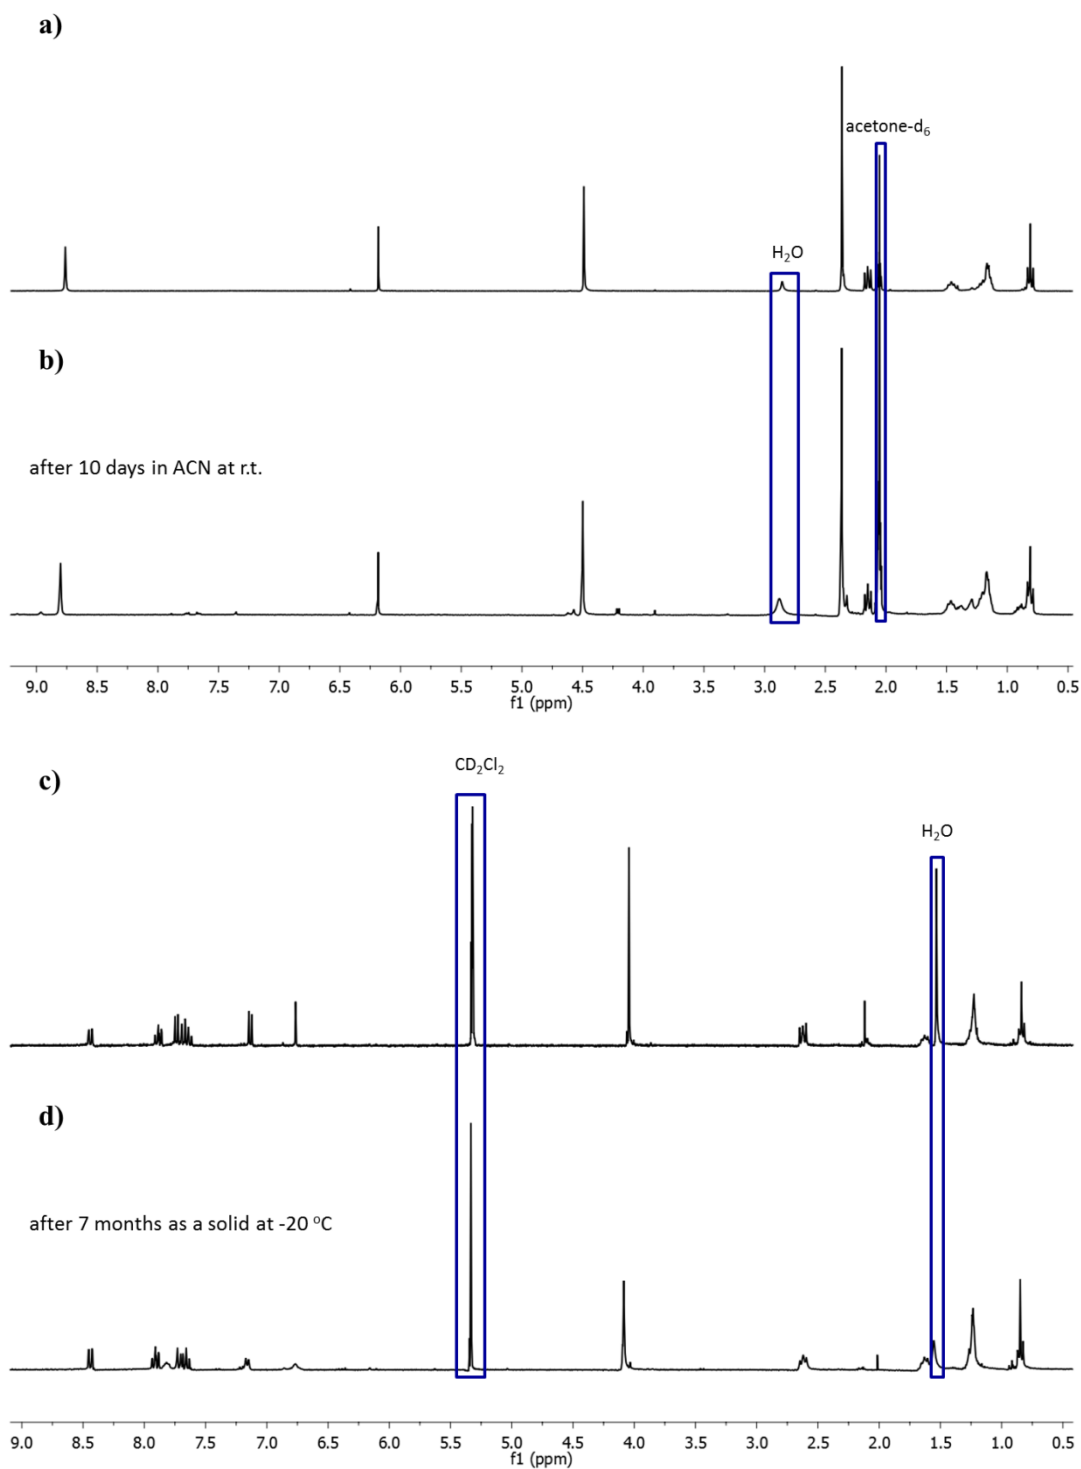 a)
acetone-d₆
H₂O
b)
after 10 days in ACN at r.t.
9.0 8.5 8.0 7.5 7.0 6.5 6.0 5.5 5.0 4.5 4.0 3.5 3.0 2.5 2.0 1.5 1.0 0.5
f1 (ppm)
CD₂Cl₂
c)
H₂O
d)
after 7 months as a solid at -20 °C
9.0 8.5 8.0 7.5 7.0 6.5 6.0 5.5 5.0 4.5 4.0 3.5 3.0 2.5 2.0 1.5 1.0 0.5
f1 (ppm)